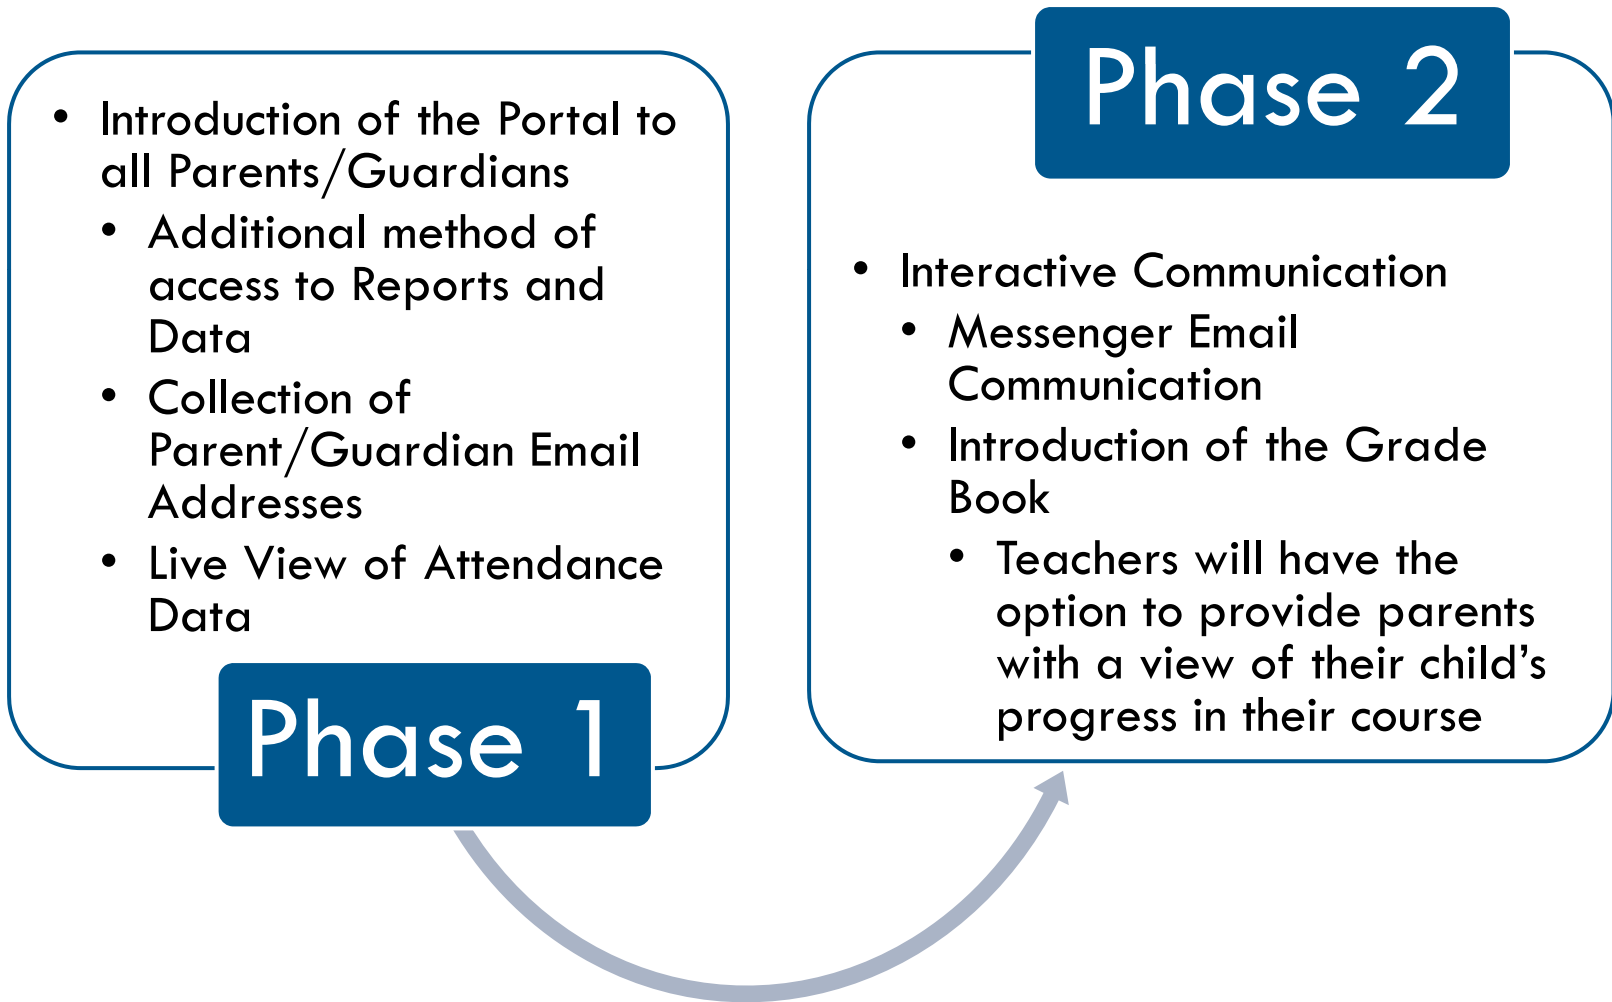 • Introduction of the Portal to
all Parents/Guardians
• Additional method of
access to Reports and
Data
• Collection of
Parent/Guardian Email
Addresses
• Live View of Attendance
Data
Phase 1
Phase 2
• Interactive Communication
• Messenger Email
Communication
• Introduction of the Grade
Book
• Teachers will have the
option to provide parents
with a view of their child’s
progress in their course